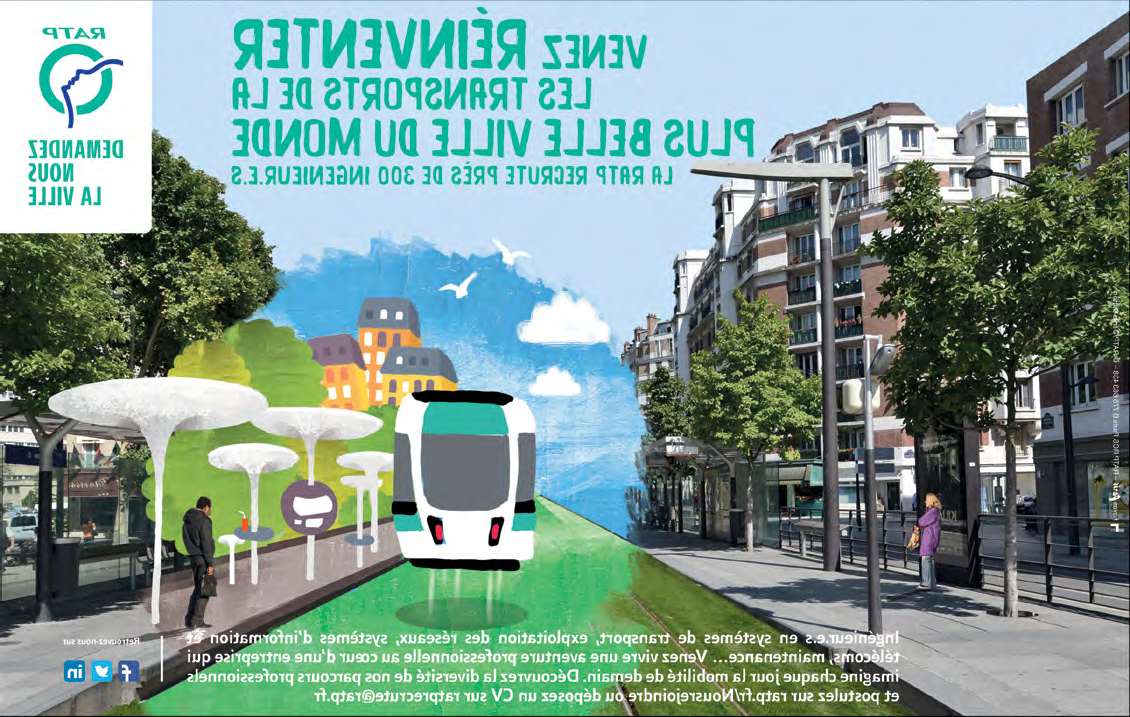 VENEZ RÉINVENTER
LES TRANSPORTS DE LA
PLUS BELLE VILLE DU MONDE
LA RATP RECRUTE PRÈS DE 300 INGÉNIEUR.E.S.
RATP
DEMANDEZ
NOUS
LA VILLE
Ingénieur.e.s en systèmes de transport, exploitation des réseaux, systèmes d'information et
télécoms, maintenance... Venez vivre une aventure professionnelle au cœur d'une entreprise qui
imagine chaque jour la mobilité de demain. Découvrez la diversité de nos parcours professionnels
et postulez sur ratp.fr/Nousrejoindre ou déposez un CV sur ratprecrute@ratp.fr
Retrouvez-nous sur
f
in